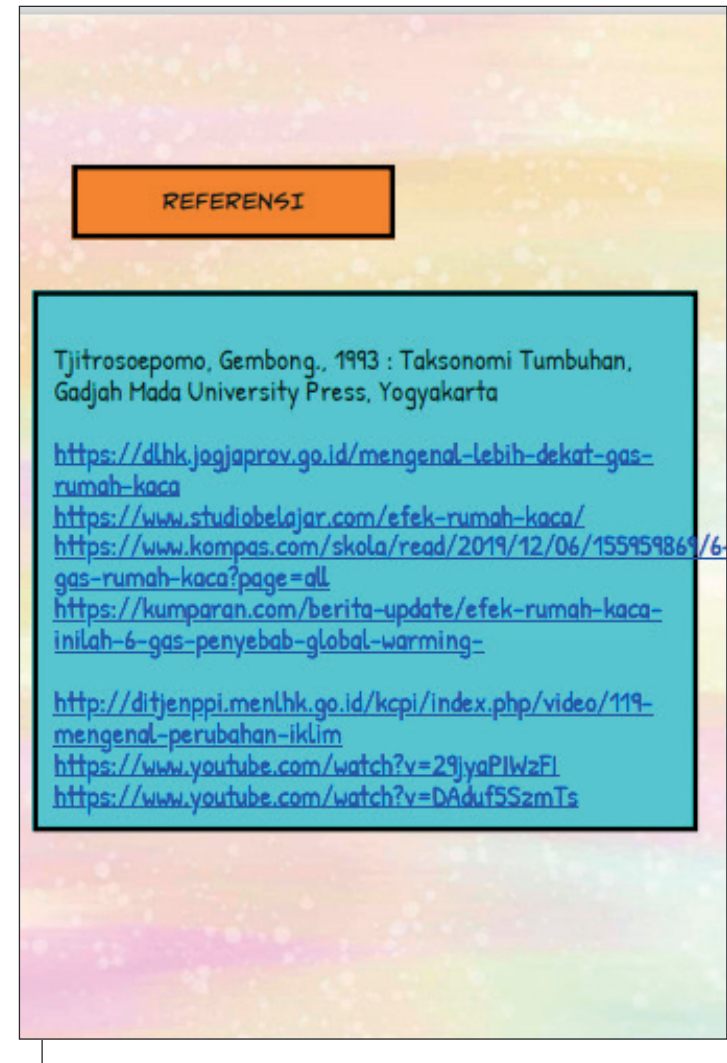 REFERENSI
Tjitrosoepomo, Gembong., 1993 : Taksonomi Tumbuhan,
Gadjah Mada University Press, Yogyakarta
https://dlhk.jogjaprov.go.id/mengenal-lebih-dekat-gas-
rumah-kaca
https://www.studiobelajar.com/efek-rumah-kaca/
https://www.kompas.com/skola/read/2019/12/06/155959869/6-
gas-rumah-kaca?page=all
https://kumparan.com/berita-update/efek-rumah-kaca-
inilah-6-gas-penyebab-global-warming-
http://ditjenppi.menlhk.go.id/kcpi/index.php/video/119-
mengenal-perubahan-iklim
https://www.youtube.com/watch?v=29jyaPIWzFI
https://www.youtube.com/watch?v=DAduf5SzmTs